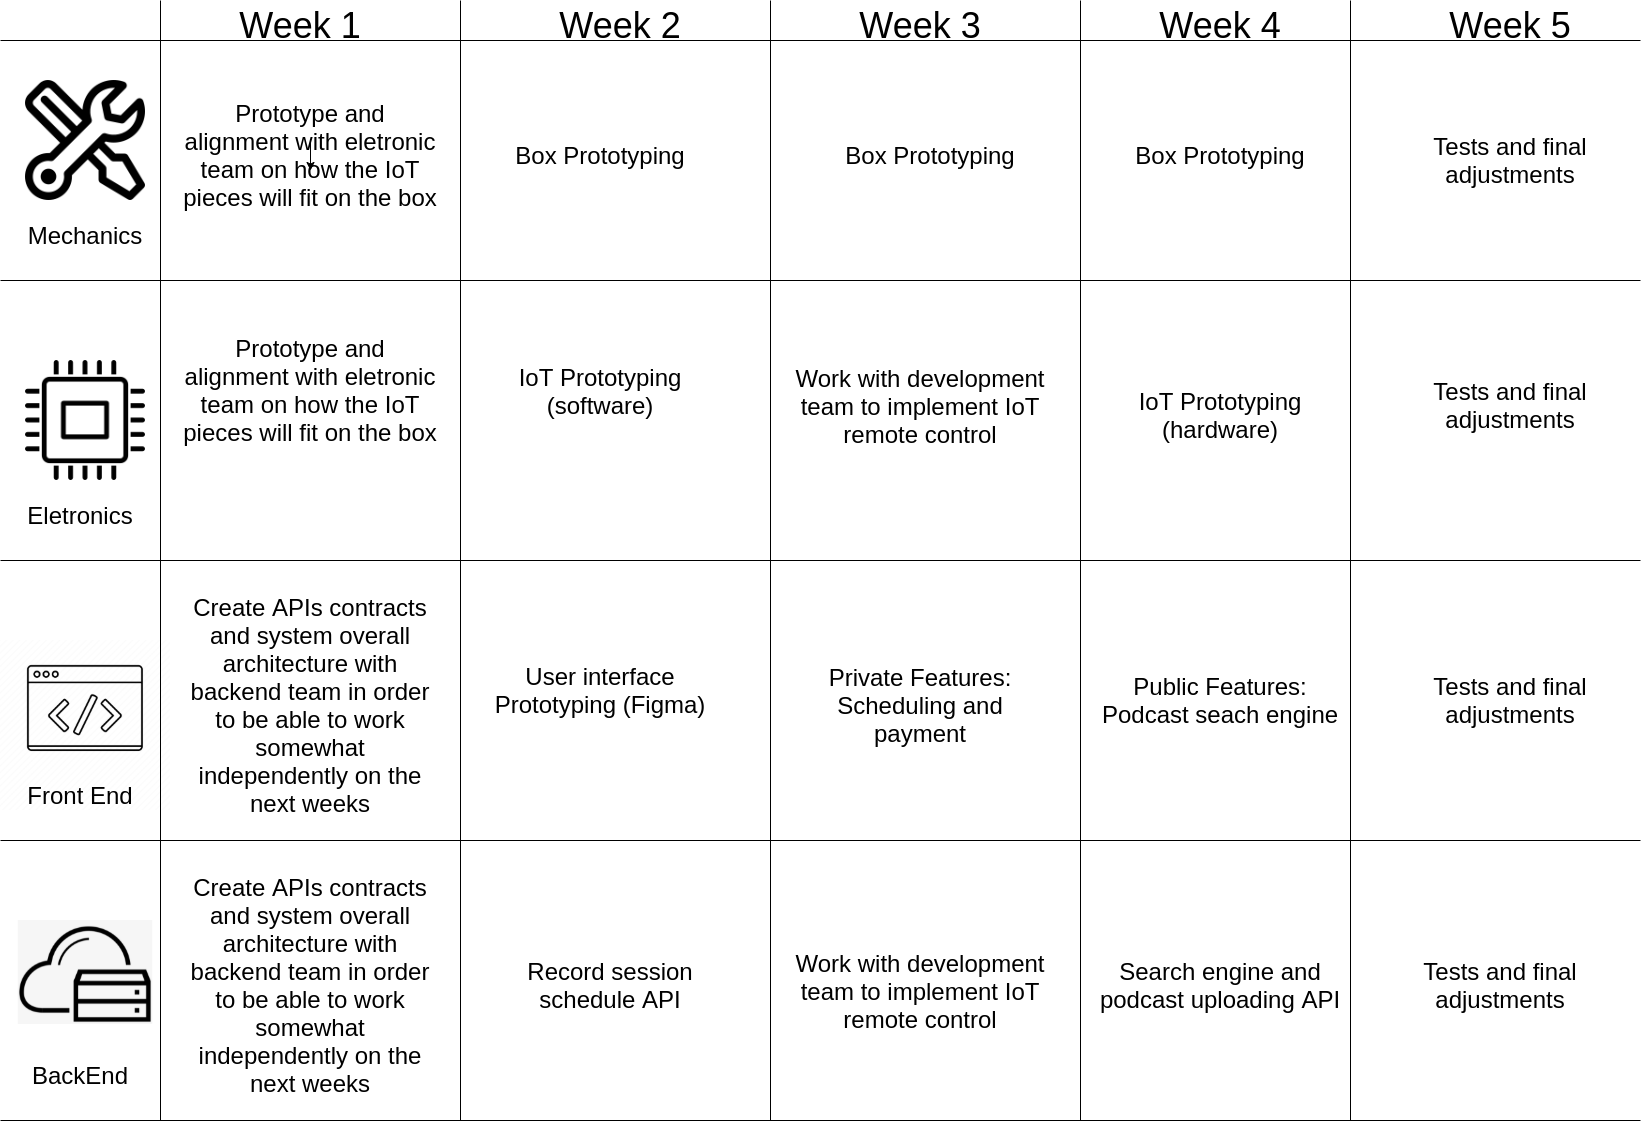 Week 1
Week 2
Week 3
Week 4
Week 5
Mechanics
Prototype and
alignment with eletronic
team on how the IoT
pieces will fit on the box
Box Prototyping
Box Prototyping
Box Prototyping
Tests and final
adjustments
Eletronics
Prototype and
alignment with eletronic
team on how the IoT
pieces will fit on the box
IoT Prototyping
(software)
Work with development
team to implement IoT
remote control
IoT Prototyping
(hardware)
Tests and final
adjustments
Front End
Create APIs contracts
and system overall
architecture with
backend team in order
to be able to work
somewhat
independently on the
next weeks
User interface
Prototyping (Figma)
Private Features:
Scheduling and
payment
Public Features:
Podcast seach engine
Tests and final
adjustments
BackEnd
Create APIs contracts
and system overall
architecture with
backend team in order
to be able to work
somewhat
independently on the
next weeks
Record session
schedule API
Work with development
team to implement IoT
remote control
Search engine and
podcast uploading API
Tests and final
adjustments